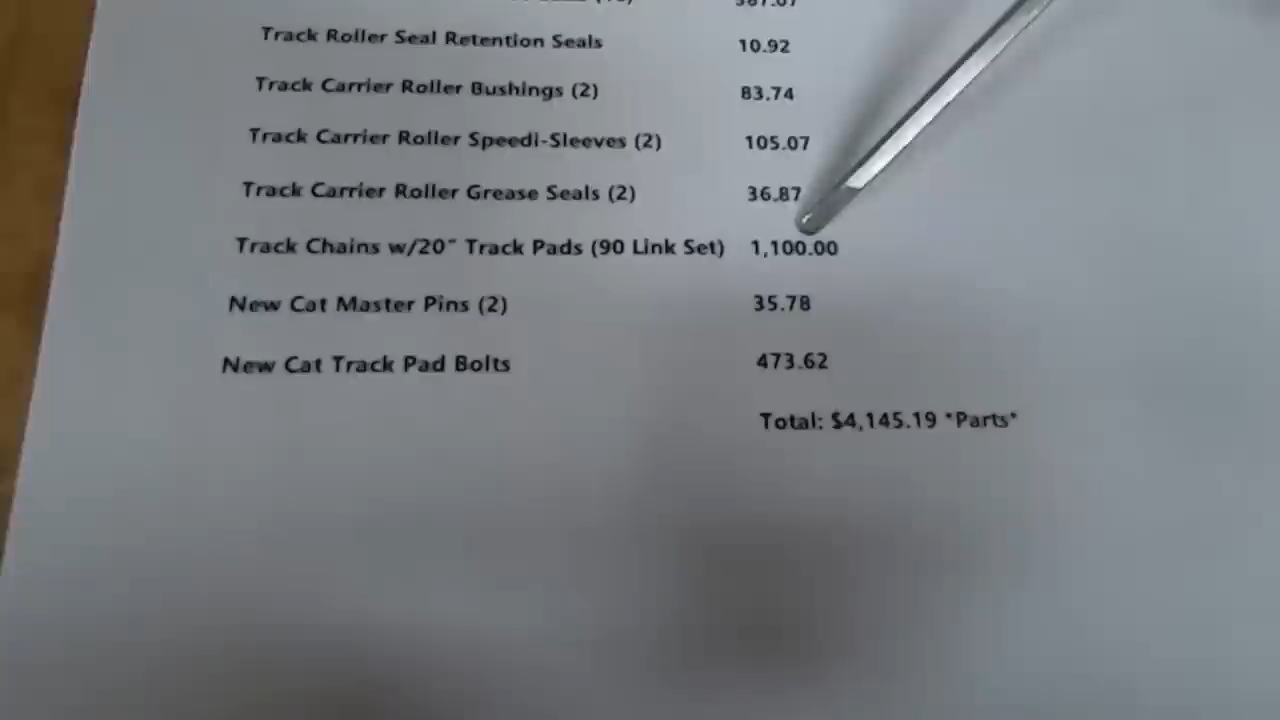 Track Roller Seal Retention Seals 10.92
Track Carrier Roller Bushings (2) 83.74
Track Carrier Roller Speedi-Sleeves (2) 105.07
Track Carrier Roller Grease Seals (2) 36.87
Track Chains w/20" Track Pads (90 Link Set) 1,100.00
New Cat Master Pins (2) 35.78
New Cat Track Pad Bolts 473.62
Total: $4,145.19 *Parts*